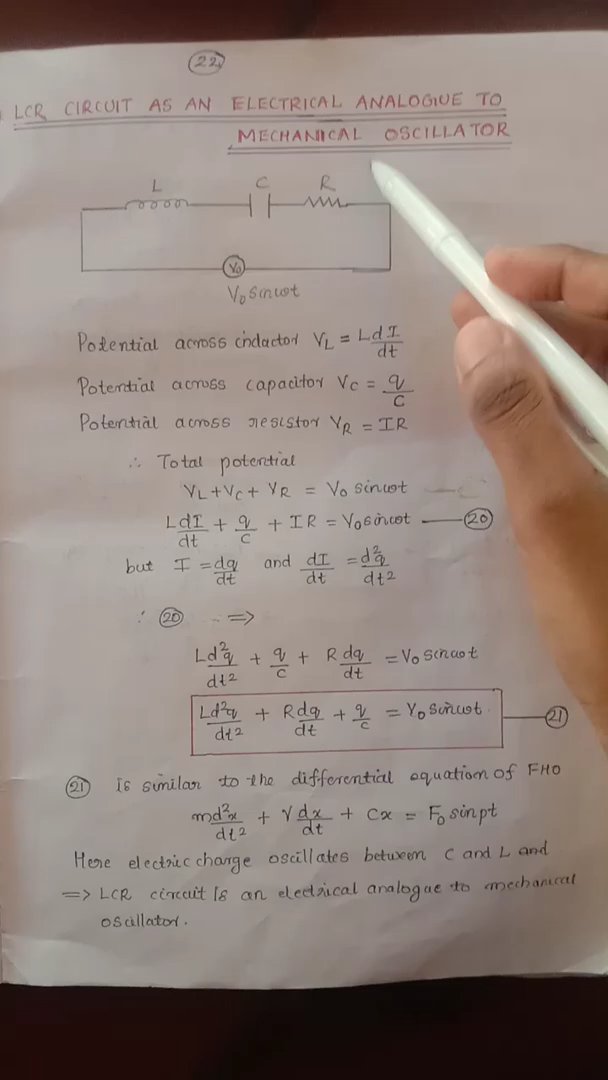 22
LCR CIRCUIT AS AN ELECTRICAL ANALOGUE TO
MECHANICAL OSCILLATOR
L C R
V₀
V₀ sinωt
Potential across inductor V_L = L dI/dt
Potential across capacitor V_C = q/C
Potential across resistor V_R = IR
∴ Total potential
V_L + V_C + V_R = V₀ sinωt
L dI/dt + q/C + IR = V₀ sinωt — 20
but I = dq/dt and dI/dt = d²q/dt²
∴ 20 ⇒
L d²q/dt² + q/C + R dq/dt = V₀ sinωt
L d²q/dt² + R dq/dt + q/C = V₀ sinωt — 21
21 Is similar to the differential equation of FHO
m d²x/dt² + γ dx/dt + Cx = F₀ sinpt
Here electric charge oscillates between C and L and
⇒ LCR circuit Is an electrical analogue to mechanical
oscillator.